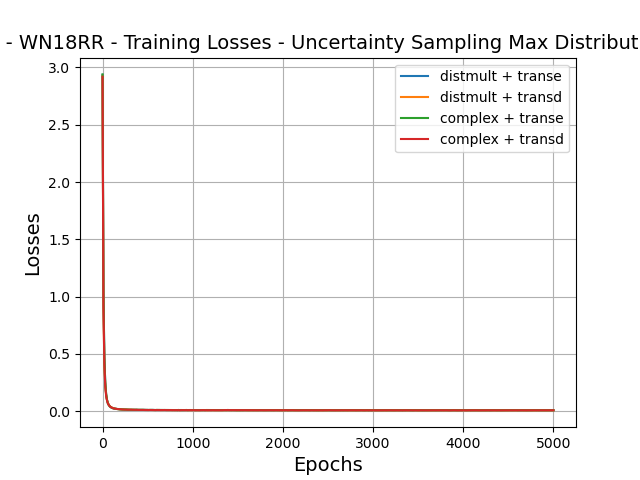 - WN18RR - Training Losses - Uncertainty Sampling Max Distribut
distmult + transe
distmult + transd
complex + transe
complex + transd
Losses
3.0
2.5
2.0
1.5
1.0
0.5
0.0
0 1000 2000 3000 4000 5000
Epochs